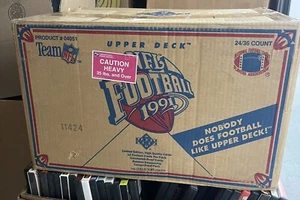 PRODUCT #04051
UPPER DECK
24/36 COUNT
Team NFL
CAUTION
HEAVY
35 lbs. and Over
NFL
FOOTBALL
1991
11424
NOBODY
DOES FOOTBALL
LIKE UPPER DECK!